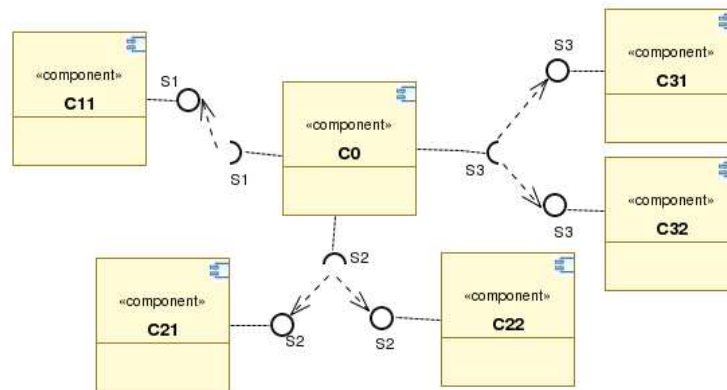 «component»
C11
S1
S1
«component»
C0
S3
S3
«component»
C31
«component»
C32
S3
S2
«component»
C21
S2
S2
«component»
C22